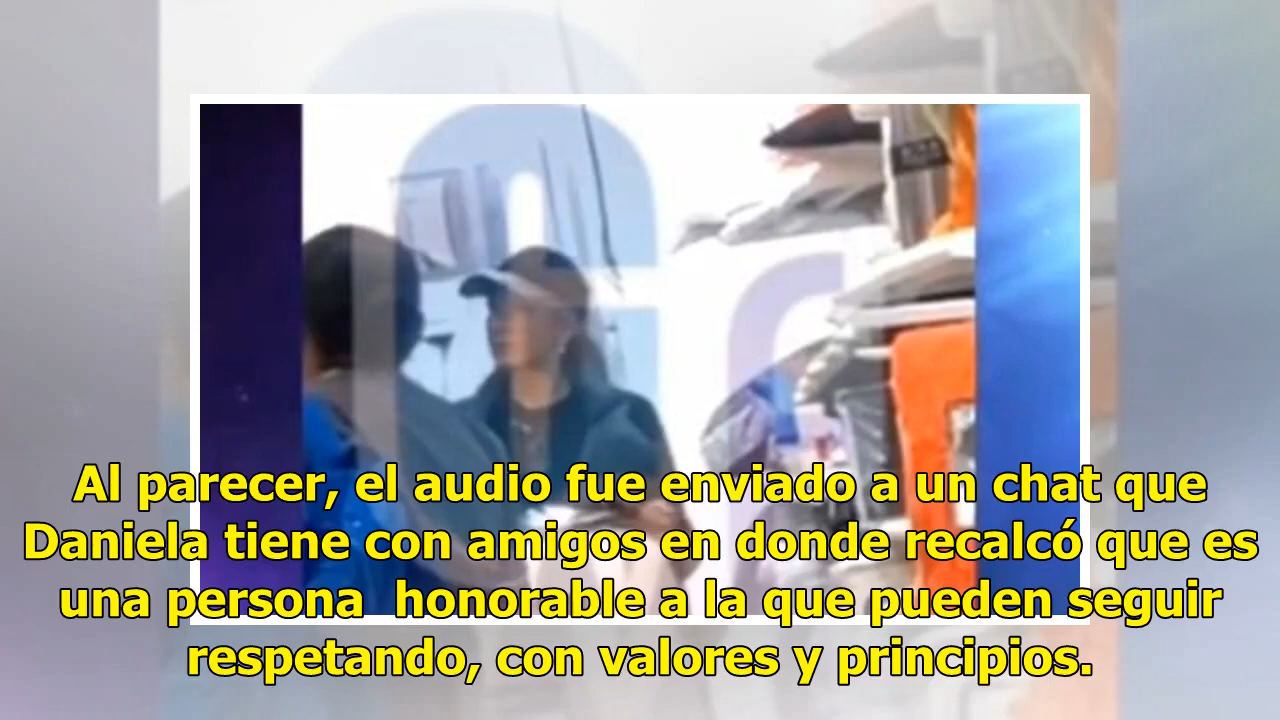 Al parecer, el audio fue enviado a un chat que
Daniela tiene con amigos en donde recalcó que es
una persona  honorable a la que pueden seguir
respetando, con valores y principios.